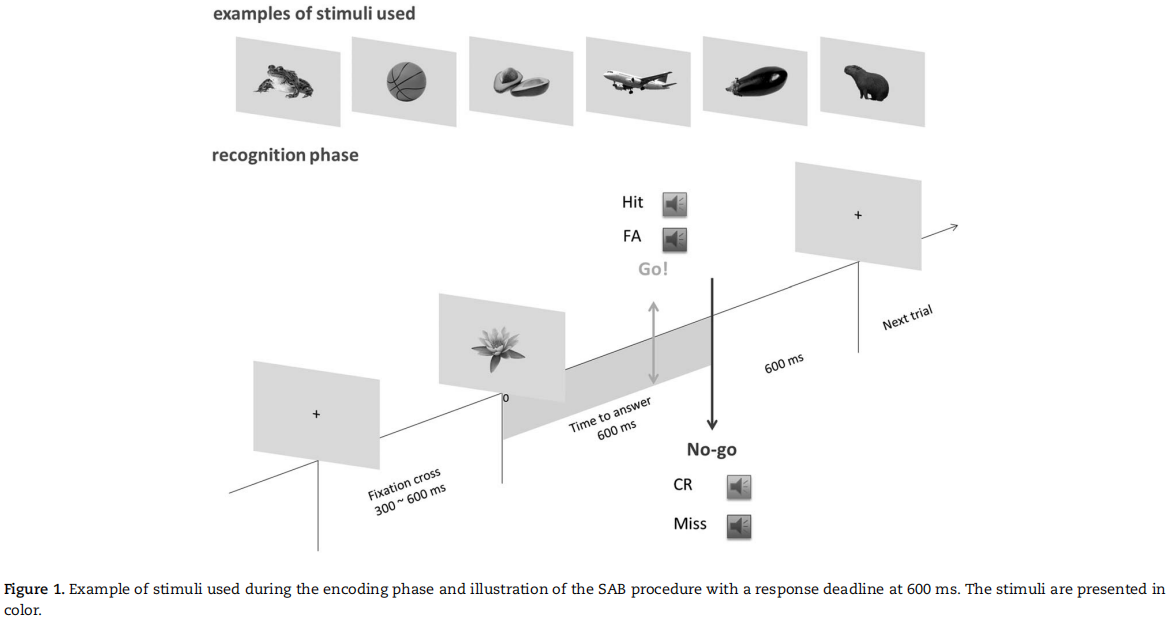 examples of stimuli used
recognition phase
Hit
FA
Go!
+
Next trial
600 ms
0
Time to answer
600 ms
+
Fixation cross
300 ~ 600 ms
No-go
CR
Miss
Figure 1. Example of stimuli used during the encoding phase and illustration of the SAB procedure with a response deadline at 600 ms. The stimuli are presented in
color.